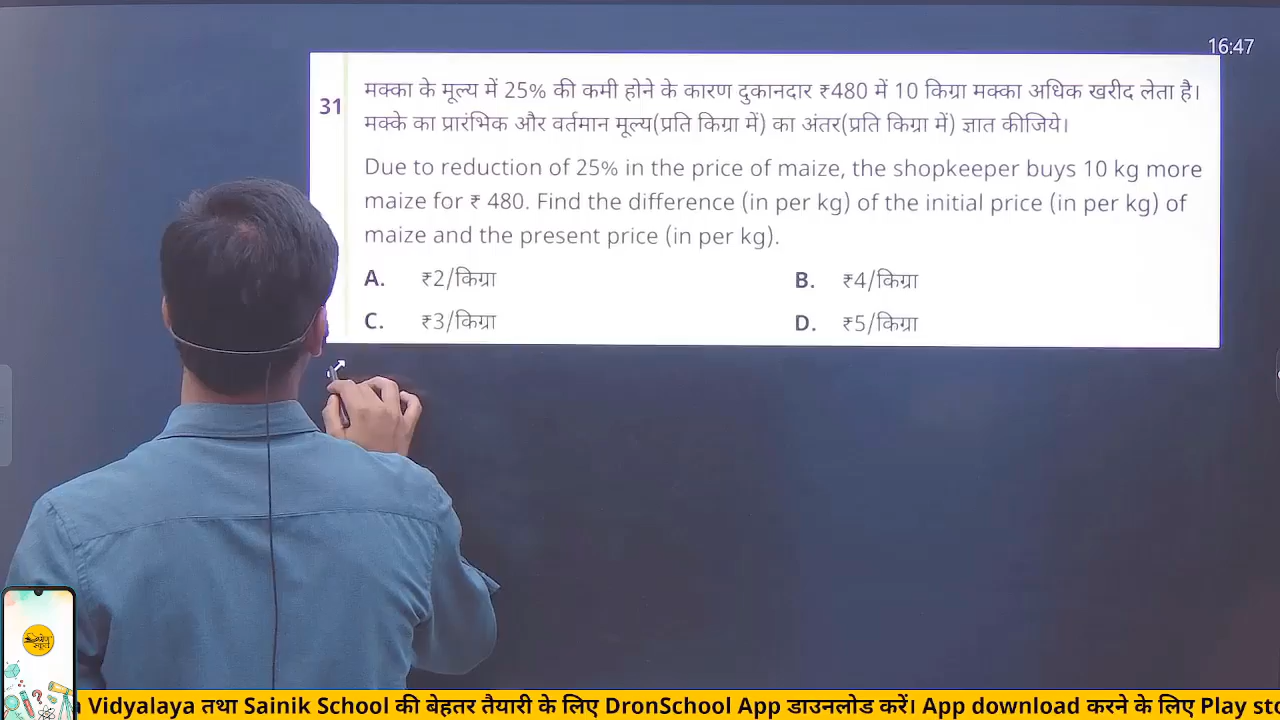 16:47
31
मक्का के मूल्य में 25% की कमी होने के कारण दुकानदार ₹480 में 10 किग्रा मक्का अधिक खरीद लेता है।
मक्के का प्रारंभिक और वर्तमान मूल्य(प्रति किग्रा में) का अंतर(प्रति किग्रा में) ज्ञात कीजिये।
Due to reduction of 25% in the price of maize, the shopkeeper buys 10 kg more
maize for ₹ 480. Find the difference (in per kg) of the initial price (in per kg) of
maize and the present price (in per kg).
A. ₹2/किग्रा
B. ₹4/किग्रा
C. ₹3/किग्रा
D. ₹5/किग्रा
Vidyalaya तथा Sainik School की बेहतर तैयारी के लिए DronSchool App डाउनलोड करें। App download करने के लिए Play